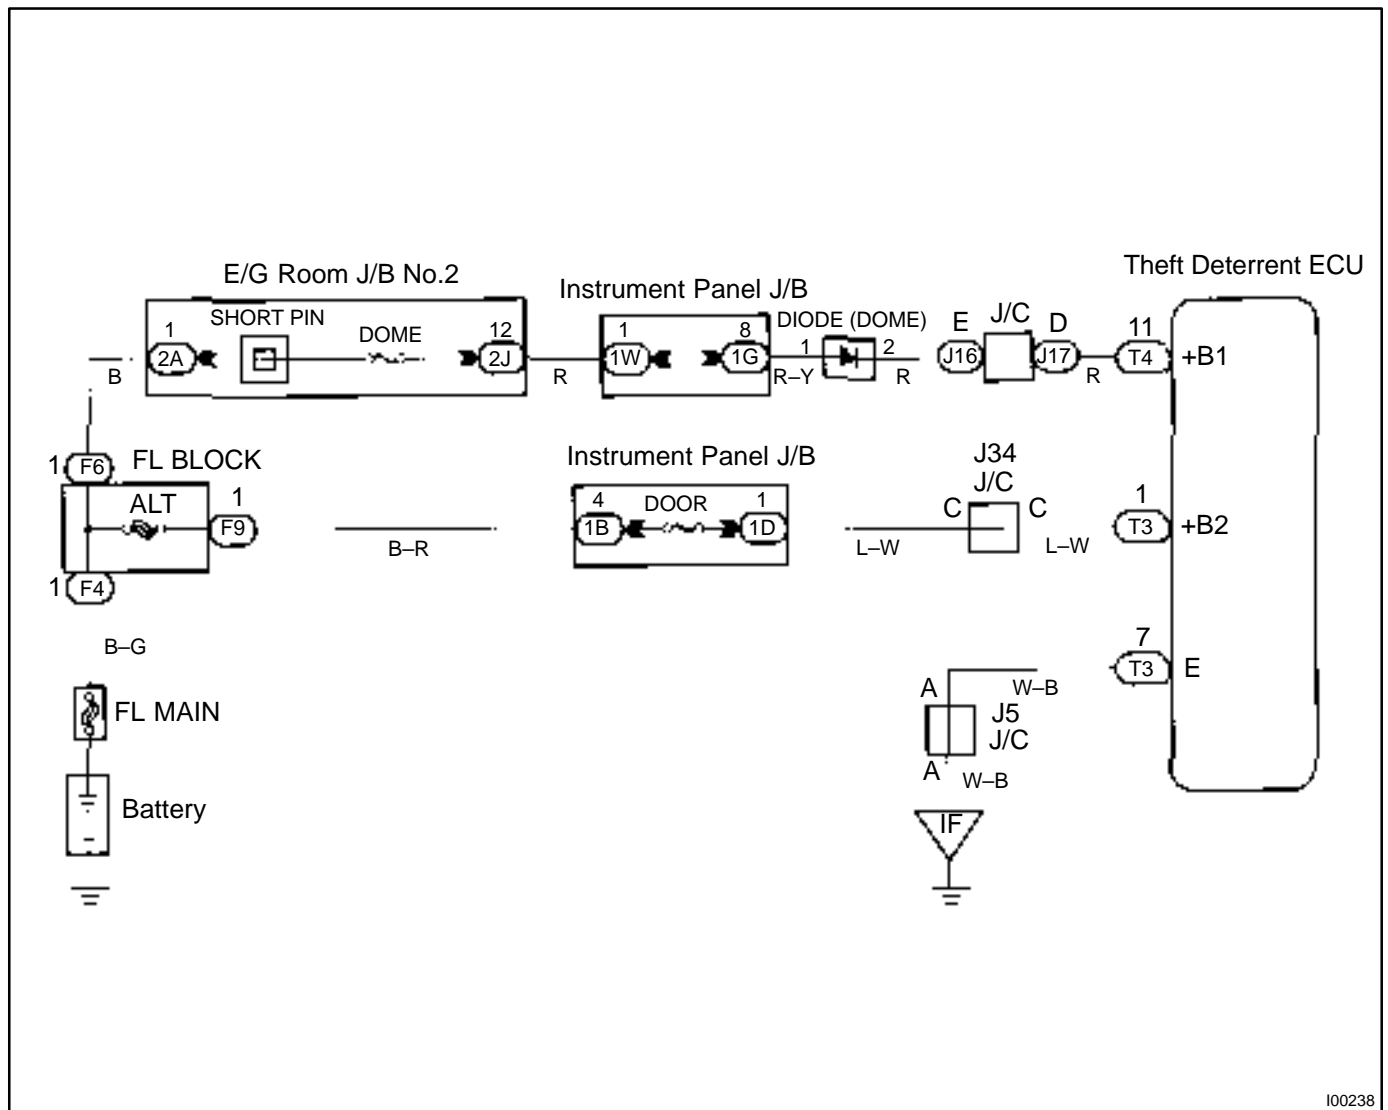 Theft Deterrent ECU
E/G Room J/B No.2
Instrument Panel J/B
SHORT PIN
DOME
DIODE (DOME)
E
J/C
D
1
12
1
8
1
2
11
2A
2J
1W
1G
J16
J17
T4
+B1
B
R
R–Y
R
R
1
F6
FL BLOCK
Instrument Panel J/B
J34
J/C
ALT
1
4
DOOR
1
C
C
1
F9
1B
1D
T3
+B2
B–R
L–W
L–W
1
F4
B–G
7
T3
E
A
W–B
FL MAIN
J5
J/C
A
W–B
Battery
IF
I00238